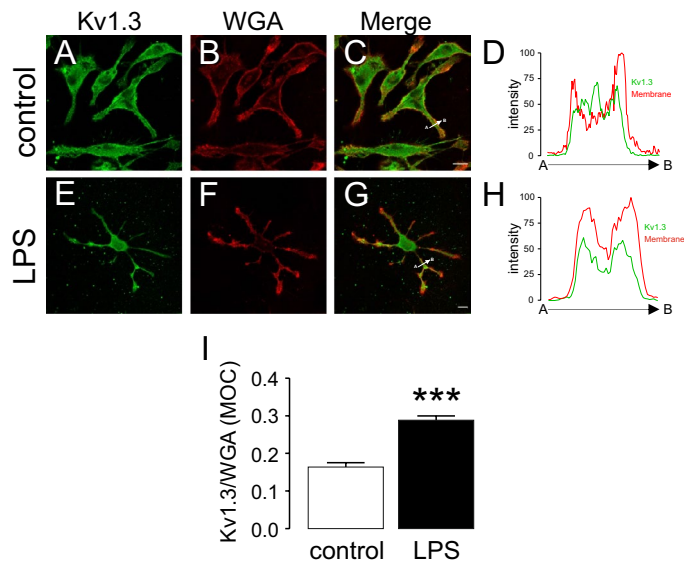 Kv1.3 WGA Merge
control
A B C D
A B
intensity
100
75
50
25
0
Kv1.3
Membrane
A B
LPS
E F G H
A B
intensity
100
75
50
25
0
Kv1.3
Membrane
A B
I
Kv1.3/WGA (MOC)
0.4
0.3
0.2
0.1
0.0
***
control LPS